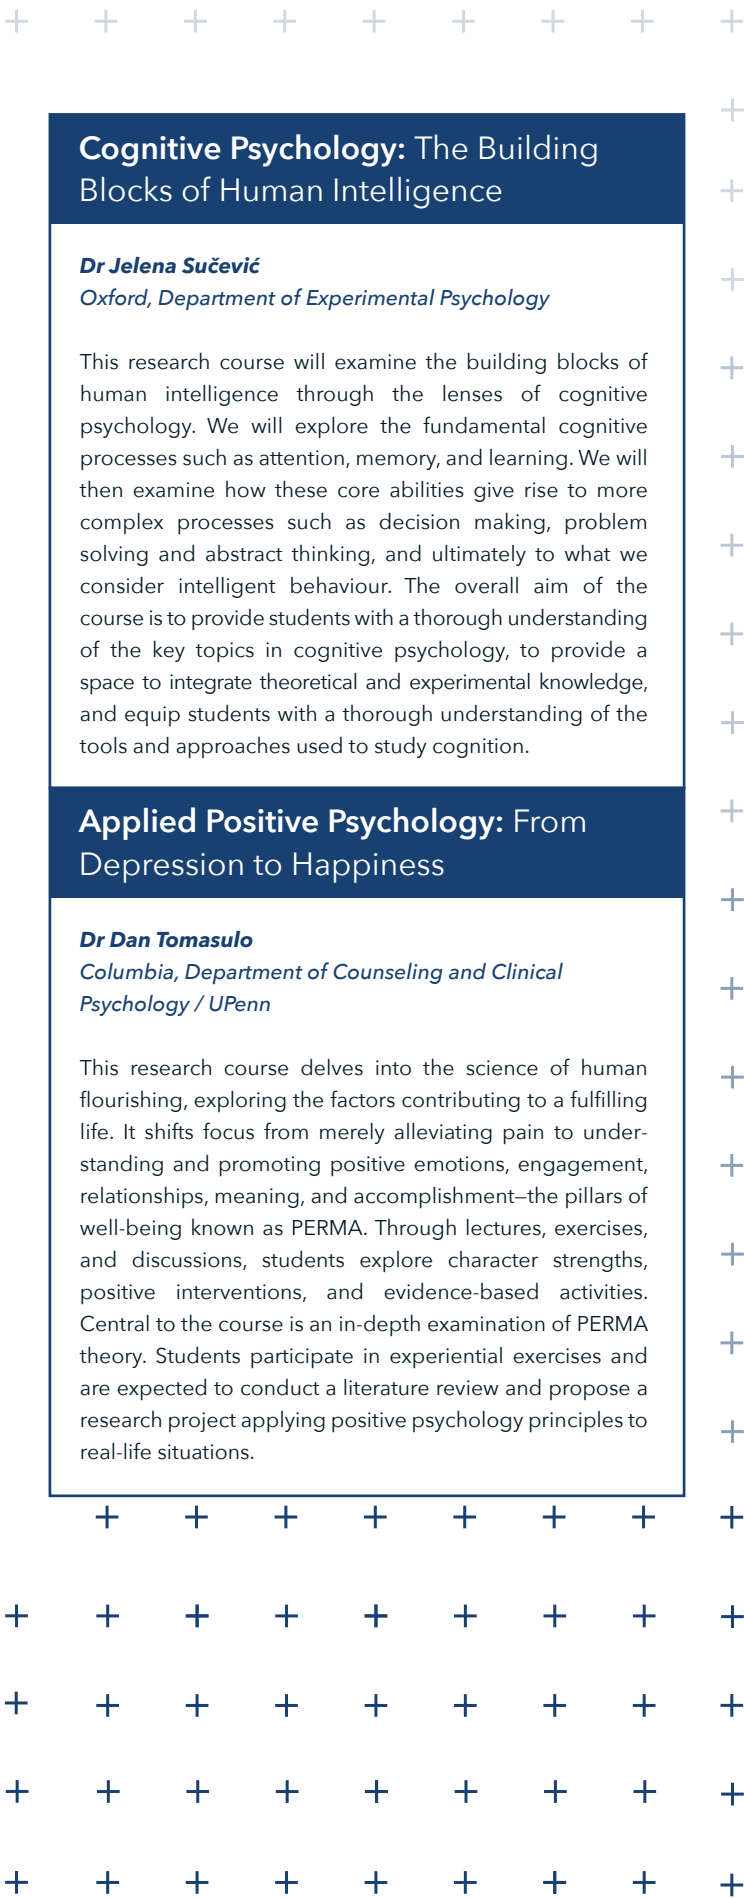 Cognitive Psychology: The Building
Blocks of Human Intelligence
Dr Jelena Sučević
Oxford, Department of Experimental Psychology
This research course will examine the building blocks of
human intelligence through the lenses of cognitive
psychology. We will explore the fundamental cognitive
processes such as attention, memory, and learning. We will
then examine how these core abilities give rise to more
complex processes such as decision making, problem
solving and abstract thinking, and ultimately to what we
consider intelligent behaviour. The overall aim of the
course is to provide students with a thorough understanding
of the key topics in cognitive psychology, to provide a
space to integrate theoretical and experimental knowledge,
and equip students with a thorough understanding of the
tools and approaches used to study cognition.
Applied Positive Psychology: From
Depression to Happiness
Dr Dan Tomasulo
Columbia, Department of Counseling and Clinical
Psychology / UPenn
This research course delves into the science of human
flourishing, exploring the factors contributing to a fulfilling
life. It shifts focus from merely alleviating pain to under-
standing and promoting positive emotions, engagement,
relationships, meaning, and accomplishment—the pillars of
well-being known as PERMA. Through lectures, exercises,
and discussions, students explore character strengths,
positive interventions, and evidence-based activities.
Central to the course is an in-depth examination of PERMA
theory. Students participate in experiential exercises and
are expected to conduct a literature review and propose a
research project applying positive psychology principles to
real-life situations.